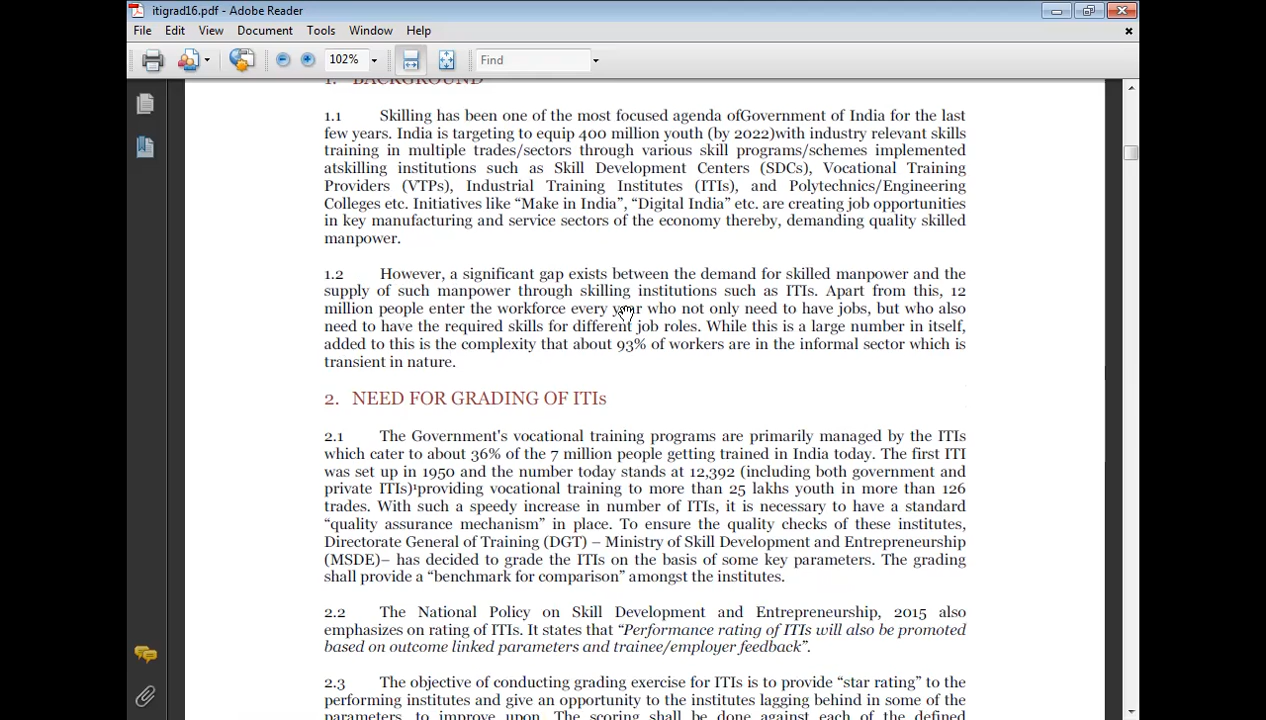 itigrad16.pdf - Adobe Reader
File Edit View Document Tools Window Help
102% Find
1. BACKGROUND
1.1 Skilling has been one of the most focused agenda ofGovernment of India for the last
few years. India is targeting to equip 400 million youth (by 2022)with industry relevant skills
training in multiple trades/sectors through various skill programs/schemes implemented
atskilling institutions such as Skill Development Centers (SDCs), Vocational Training
Providers (VTPs), Industrial Training Institutes (ITIs), and Polytechnics/Engineering
Colleges etc. Initiatives like “Make in India”, “Digital India” etc. are creating job opportunities
in key manufacturing and service sectors of the economy thereby, demanding quality skilled
manpower.
1.2 However, a significant gap exists between the demand for skilled manpower and the
supply of such manpower through skilling institutions such as ITIs. Apart from this, 12
million people enter the workforce every year who not only need to have jobs, but who also
need to have the required skills for different job roles. While this is a large number in itself,
added to this is the complexity that about 93% of workers are in the informal sector which is
transient in nature.
2. NEED FOR GRADING OF ITIs
2.1 The Government's vocational training programs are primarily managed by the ITIs
which cater to about 36% of the 7 million people getting trained in India today. The first ITI
was set up in 1950 and the number today stands at 12,392 (including both government and
private ITIs)¹providing vocational training to more than 25 lakhs youth in more than 126
trades. With such a speedy increase in number of ITIs, it is necessary to have a standard
“quality assurance mechanism” in place. To ensure the quality checks of these institutes,
Directorate General of Training (DGT) – Ministry of Skill Development and Entrepreneurship
(MSDE)– has decided to grade the ITIs on the basis of some key parameters. The grading
shall provide a “benchmark for comparison” amongst the institutes.
2.2 The National Policy on Skill Development and Entrepreneurship, 2015 also
emphasizes on rating of ITIs. It states that “Performance rating of ITIs will also be promoted
based on outcome linked parameters and trainee/employer feedback”.
2.3 The objective of conducting grading exercise for ITIs is to provide “star rating” to the
performing institutes and give an opportunity to the institutes lagging behind in some of the
parameters, to improve upon. The scoring shall be done against each of the defined